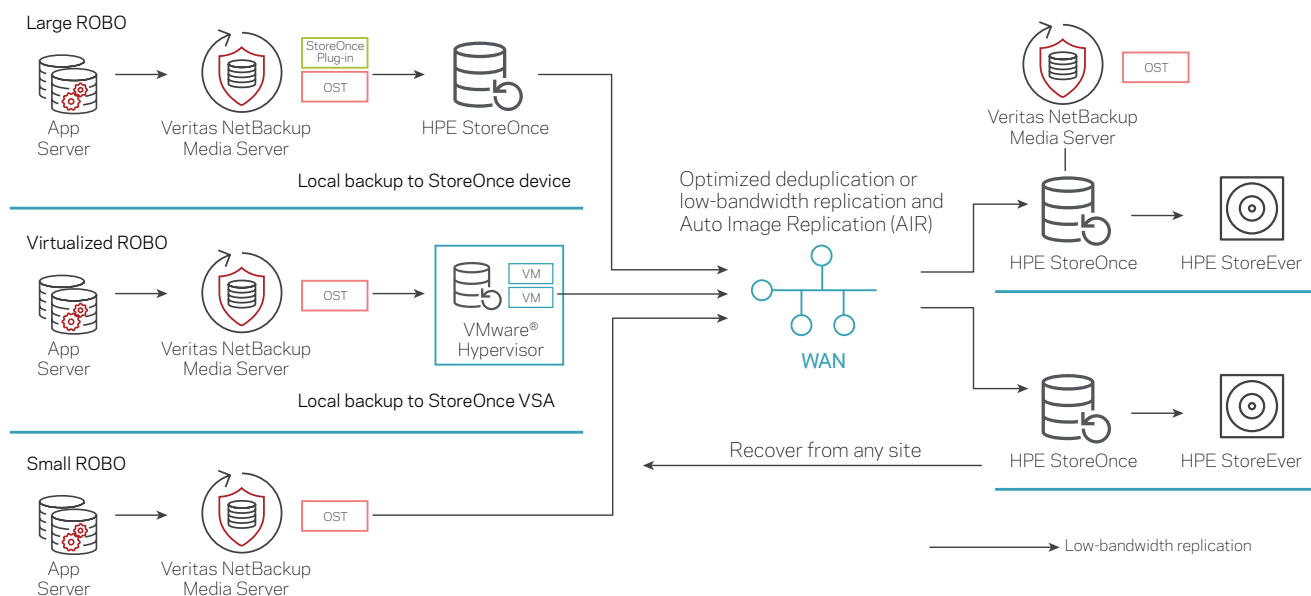 Large ROBO
StoreOnce
Plug-in
OST
App
Server
Veritas NetBackup
Media Server
HPE StoreOnce
Local backup to StoreOnce device
Virtualized ROBO
OST
VM
VM
VMware®
Hypervisor
App
Server
Veritas NetBackup
Media Server
Local backup to StoreOnce VSA
Small ROBO
OST
App
Server
Veritas NetBackup
Media Server
Optimized deduplication or
low-bandwidth replication and
Auto Image Replication (AIR)
WAN
Recover from any site
OST
Veritas NetBackup
Media Server
HPE StoreOnce
HPE StoreEver
HPE StoreOnce
HPE StoreEver
Low-bandwidth replication